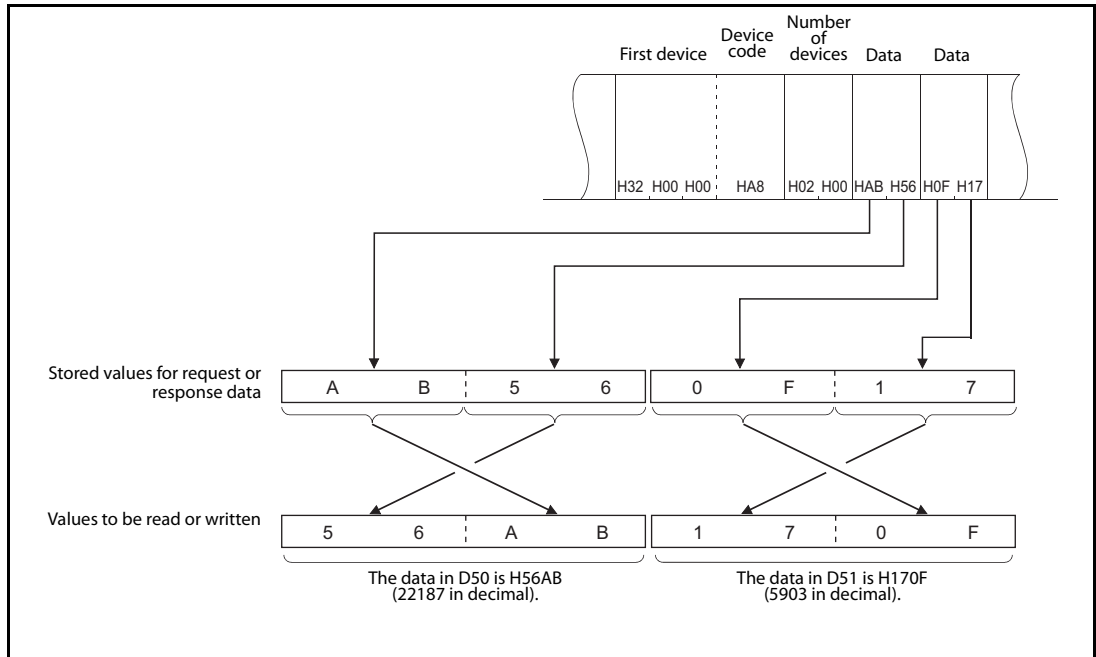 Number
of
devices
Device
code
First device
Data
Data
H32 H00 H00 HA8 H02 H00 HAB H56 H0F H17
Stored values for request or
response data
A B 5 6 0 F 1 7
Values to be read or written
5 6 A B 1 7 0 F
The data in D50 is H56AB
(22187 in decimal).
The data in D51 is H170F
(5903 in decimal).